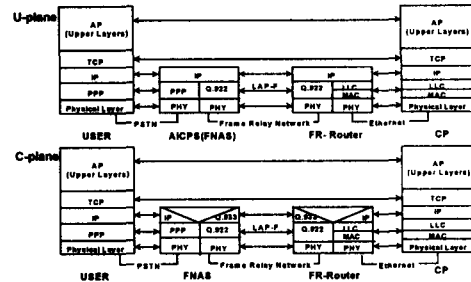 U-plane
AP
(Upper Layers)
TCP
IP
PPP
Physical Layer
USER
PSTN
IP
PPP
Q.922
PHY
PHY
AICPS(FNAS)
LAP-F
Frame Relay Network
IP
Q.922
LLC
MAC
PHY
PHY
FR- Router
Ethernet
AP
(Upper Layers)
TCP
IP
LLC
MAC
Physical Layer
CP
C-plane
AP
(Upper Layers)
TCP
IP
PPP
Physical Layer
USER
PSTN
IP
Q.933
PPP
Q.922
PHY
PHY
FNAS
LAP-F
Frame Relay Network
Q.933
IP
Q.922
LLC
MAC
PHY
PHY
FR-Router
Ethernet
AP
(Upper Layers)
TCP
IP
LLC
MAC
Physical Layer
CP